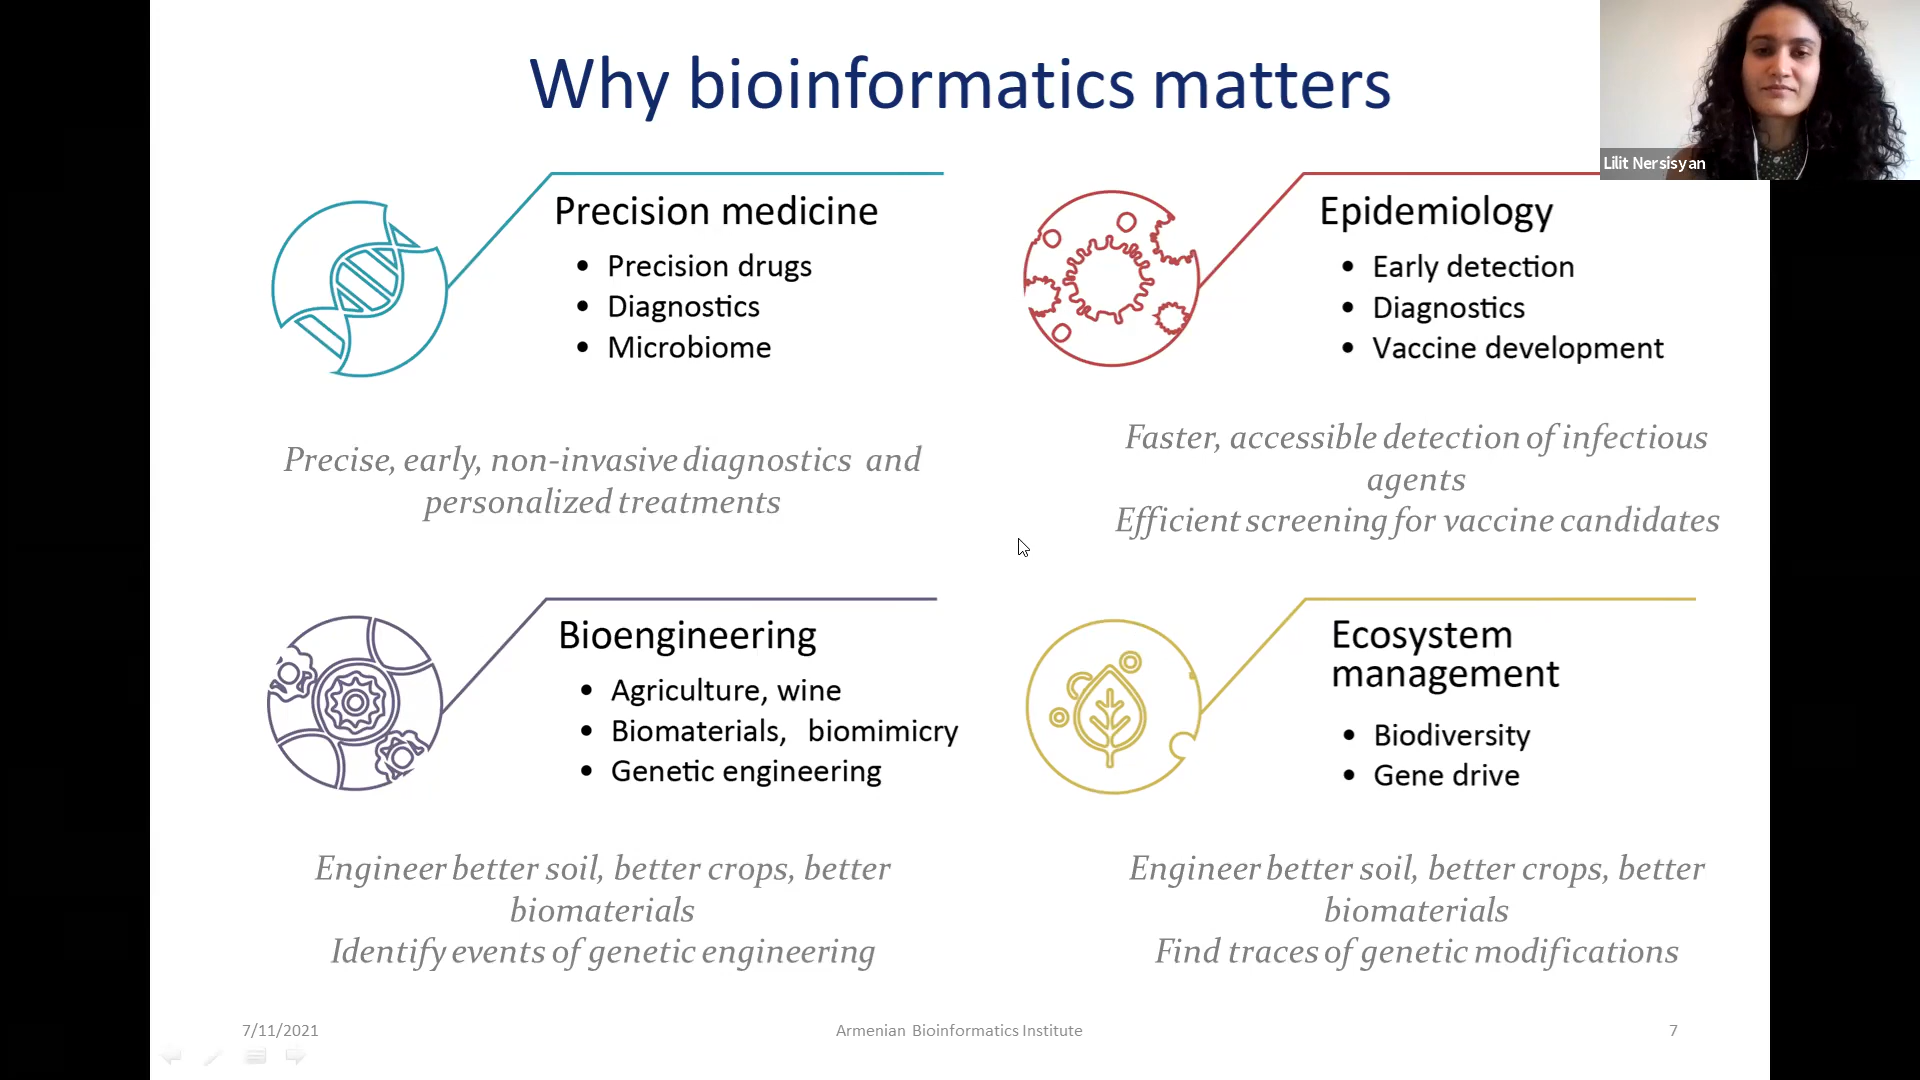 Why bioinformatics matters
Lilit Nersisyan
Precision medicine
• Precision drugs
• Diagnostics
• Microbiome
Precise, early, non-invasive diagnostics and
personalized treatments
Epidemiology
• Early detection
• Diagnostics
• Vaccine development
Faster, accessible detection of infectious
agents
Efficient screening for vaccine candidates
Bioengineering
• Agriculture, wine
• Biomaterials, biomimicry
• Genetic engineering
Engineer better soil, better crops, better
biomaterials
Identify events of genetic engineering
Ecosystem
management
• Biodiversity
• Gene drive
Engineer better soil, better crops, better
biomaterials
Find traces of genetic modifications
7/11/2021
Armenian Bioinformatics Institute
7